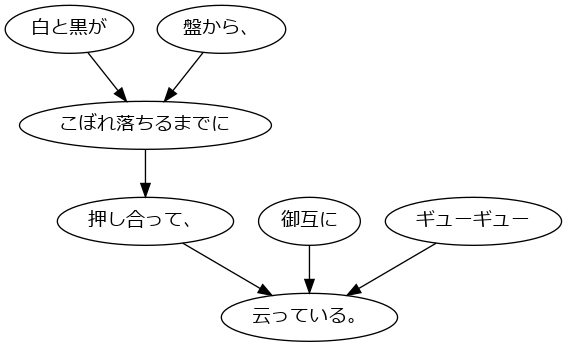 白と黒が
盤から、
こぼれ落ちるまでに
押し合って、
御互に
ギューギュー
云っている。